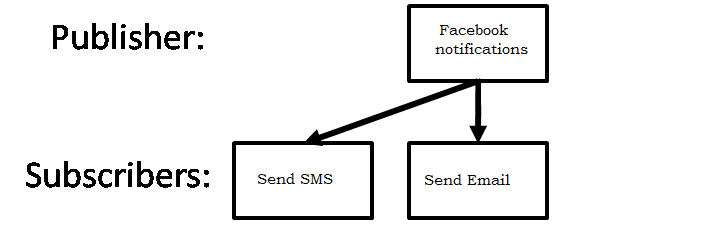 Publisher:
Facebook
notifications
Subscribers:
Send SMS
Send Email